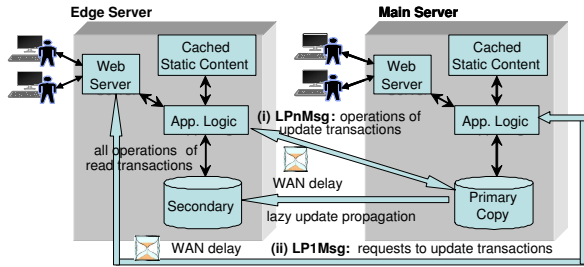 Edge Server
Main Server
Cached
Static Content
Cached
Static Content
Web
Server
Web
Server
App. Logic
(i) LPnMsg: operations of
update transactions
App. Logic
all operations of
read transactions
WAN delay
Secondary
Primary
Copy
lazy update propagation
WAN delay
(ii) LP1Msg: requests to update transactions